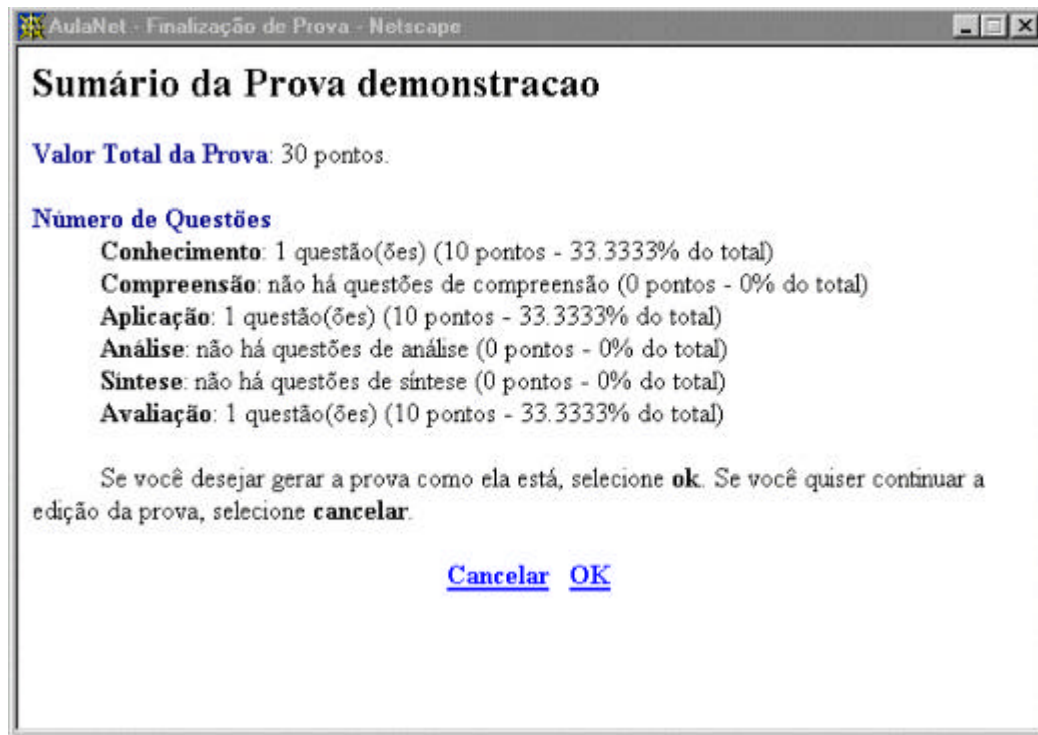 AulaNet - Finalização de Prova - Netscape
Sumário da Prova demonstracao
Valor Total da Prova: 30 pontos.
Número de Questões
Conhecimento: 1 questão(ões) (10 pontos - 33.3333% do total)
Compreensão: não há questões de compreensão (0 pontos - 0% do total)
Aplicação: 1 questão(ões) (10 pontos - 33.3333% do total)
Análise: não há questões de análise (0 pontos - 0% do total)
Síntese: não há questões de síntese (0 pontos - 0% do total)
Avaliação: 1 questão(ões) (10 pontos - 33.3333% do total)
Se você desejar gerar a prova como ela está, selecione ok. Se você quiser continuar a
edição da prova, selecione cancelar.
Cancelar OK